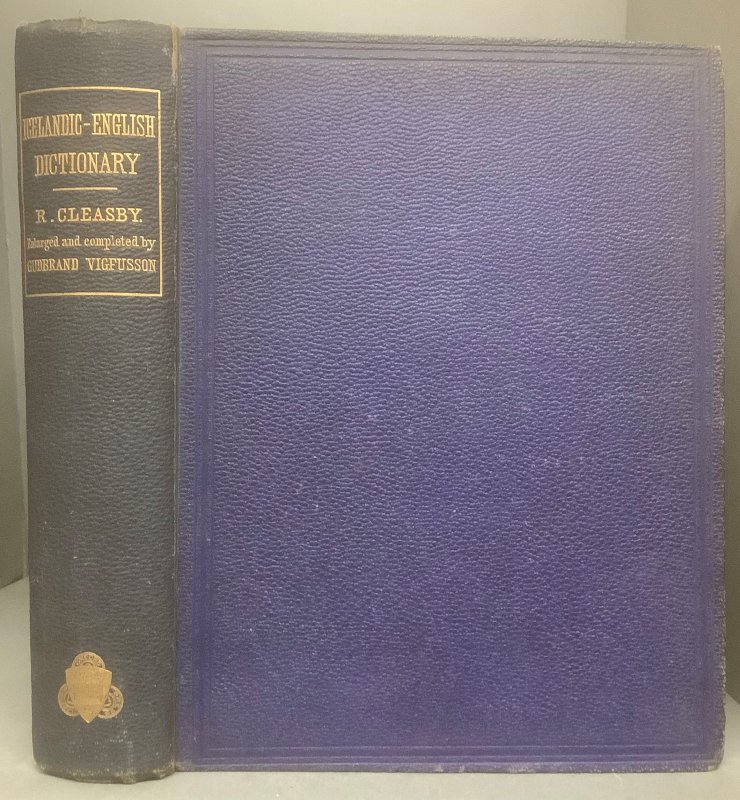 ICELANDIC-ENGLISH
DICTIONARY
R. CLEASBY.
Enlarged and completed by
GUDBRAND VIGFUSSON